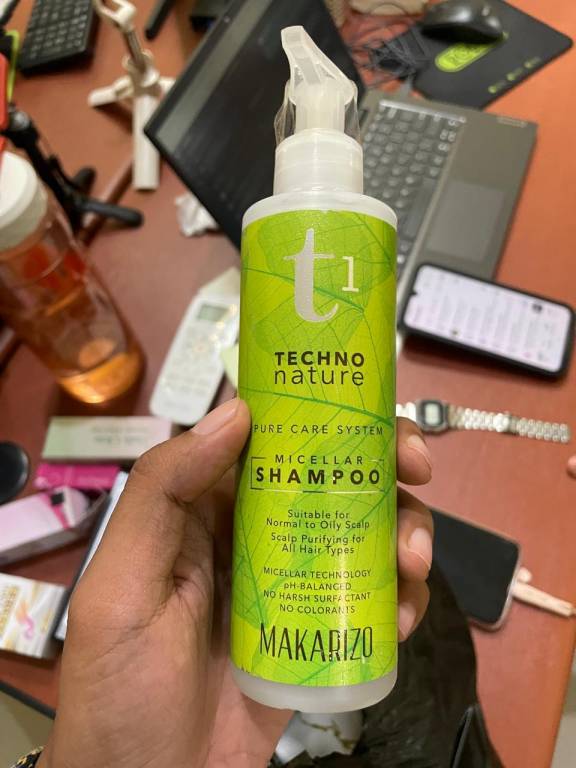 t1
TECHNO
nature
PURE CARE SYSTEM
MICELLAR
SHAMPOO
Suitable for
Normal to Oily Scalp
Scalp Purifying for
All Hair Types
MICELLAR TECHNOLOGY
pH-BALANCED
NO HARSH SURFACTANT
NO COLORANTS
MAKARIZO